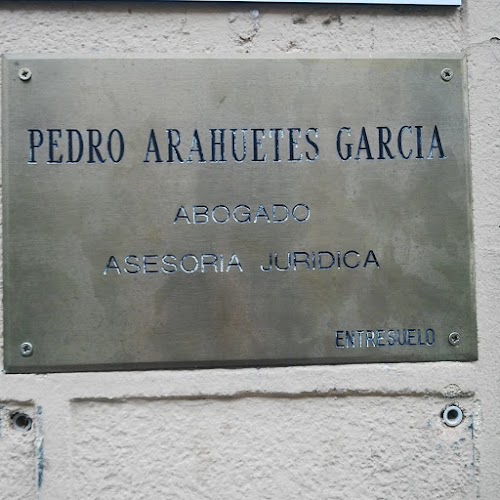 PEDRO ARAHUETES GARCIA
ABOGADO
ASESORIA JURIDICA
ENTRESUELO